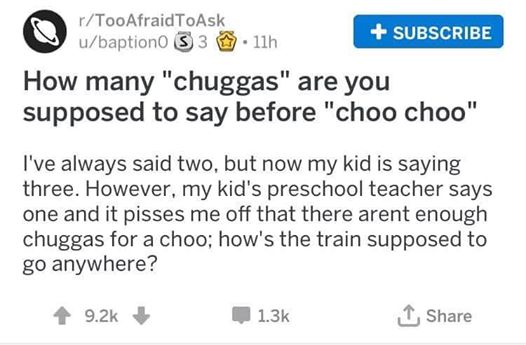 r/TooAfraidToAsk
u/baption0 S 3 · 11h
+ SUBSCRIBE
How many "chuggas" are you
supposed to say before "choo choo"
I've always said two, but now my kid is saying
three. However, my kid's preschool teacher says
one and it pisses me off that there arent enough
chuggas for a choo; how's the train supposed to
go anywhere?
9.2k
1.3k
Share